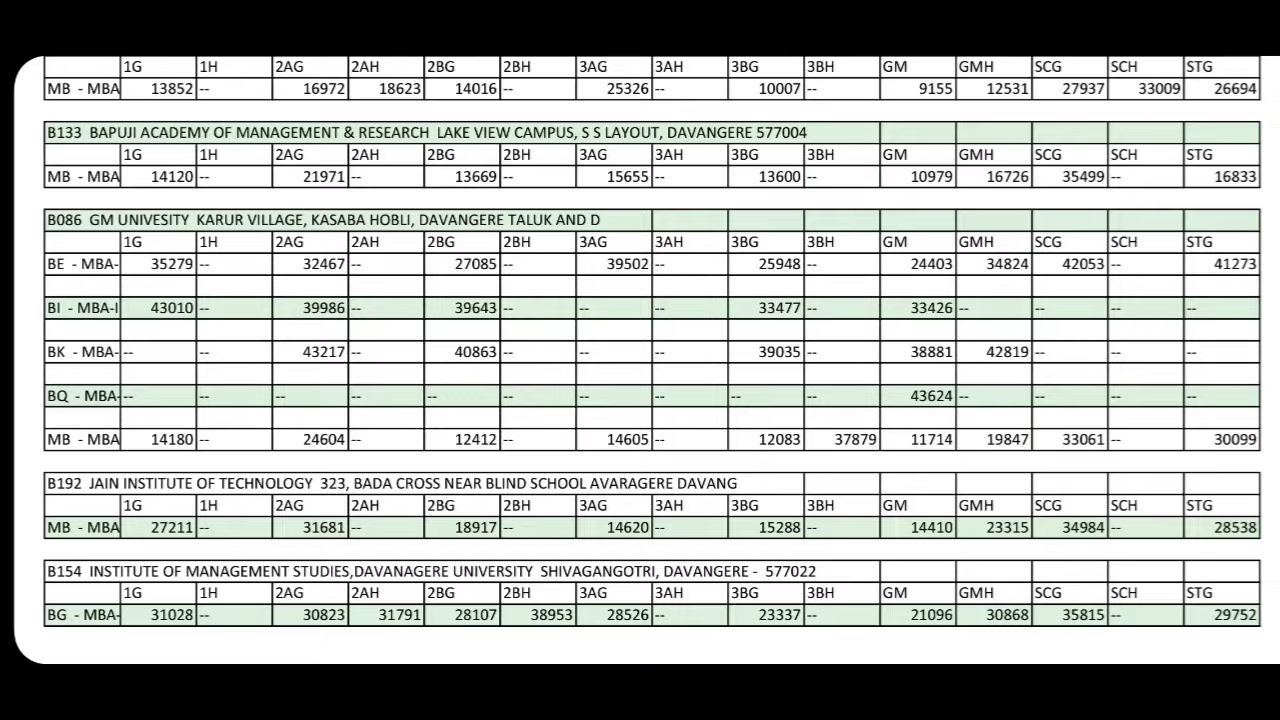 1G 1H 2AG 2AH 2BG 2BH 3AG 3AH 3BG 3BH GM GMH SCG SCH STG
MB - MBA 13852 -- 16972 18623 14016 -- 25326 -- 10007 -- 9155 12531 27937 33009 26694
B133 BAPUJI ACADEMY OF MANAGEMENT & RESEARCH LAKE VIEW CAMPUS, S S LAYOUT, DAVANGERE 577004
1G 1H 2AG 2AH 2BG 2BH 3AG 3AH 3BG 3BH GM GMH SCG SCH STG
MB - MBA 14120 -- 21971 -- 13669 -- 15655 -- 13600 -- 10979 16726 35499 -- 16833
B086 GM UNIVESITY KARUR VILLAGE, KASABA HOBLI, DAVANGERE TALUK AND D
1G 1H 2AG 2AH 2BG 2BH 3AG 3AH 3BG 3BH GM GMH SCG SCH STG
BE - MBA- 35279 -- 32467 -- 27085 -- 39502 -- 25948 -- 24403 34824 42053 -- 41273
BI - MBA-I 43010 -- 39986 -- 39643 -- -- -- 33477 -- 33426 -- -- -- --
BK - MBA- -- -- 43217 -- 40863 -- -- -- 39035 -- 38881 42819 -- -- --
BQ - MBA- -- -- -- -- -- -- -- -- -- -- 43624 -- -- -- --
MB - MBA 14180 -- 24604 -- 12412 -- 14605 -- 12083 37879 11714 19847 33061 -- 30099
B192 JAIN INSTITUTE OF TECHNOLOGY 323, BADA CROSS NEAR BLIND SCHOOL AVARAGERE DAVANG
1G 1H 2AG 2AH 2BG 2BH 3AG 3AH 3BG 3BH GM GMH SCG SCH STG
MB - MBA 27211 -- 31681 -- 18917 -- 14620 -- 15288 -- 14410 23315 34984 -- 28538
B154 INSTITUTE OF MANAGEMENT STUDIES,DAVANAGERE UNIVERSITY SHIVAGANGOTRI, DAVANGERE - 577022
1G 1H 2AG 2AH 2BG 2BH 3AG 3AH 3BG 3BH GM GMH SCG SCH STG
BG - MBA- 31028 -- 30823 31791 28107 38953 28526 -- 23337 -- 21096 30868 35815 -- 29752